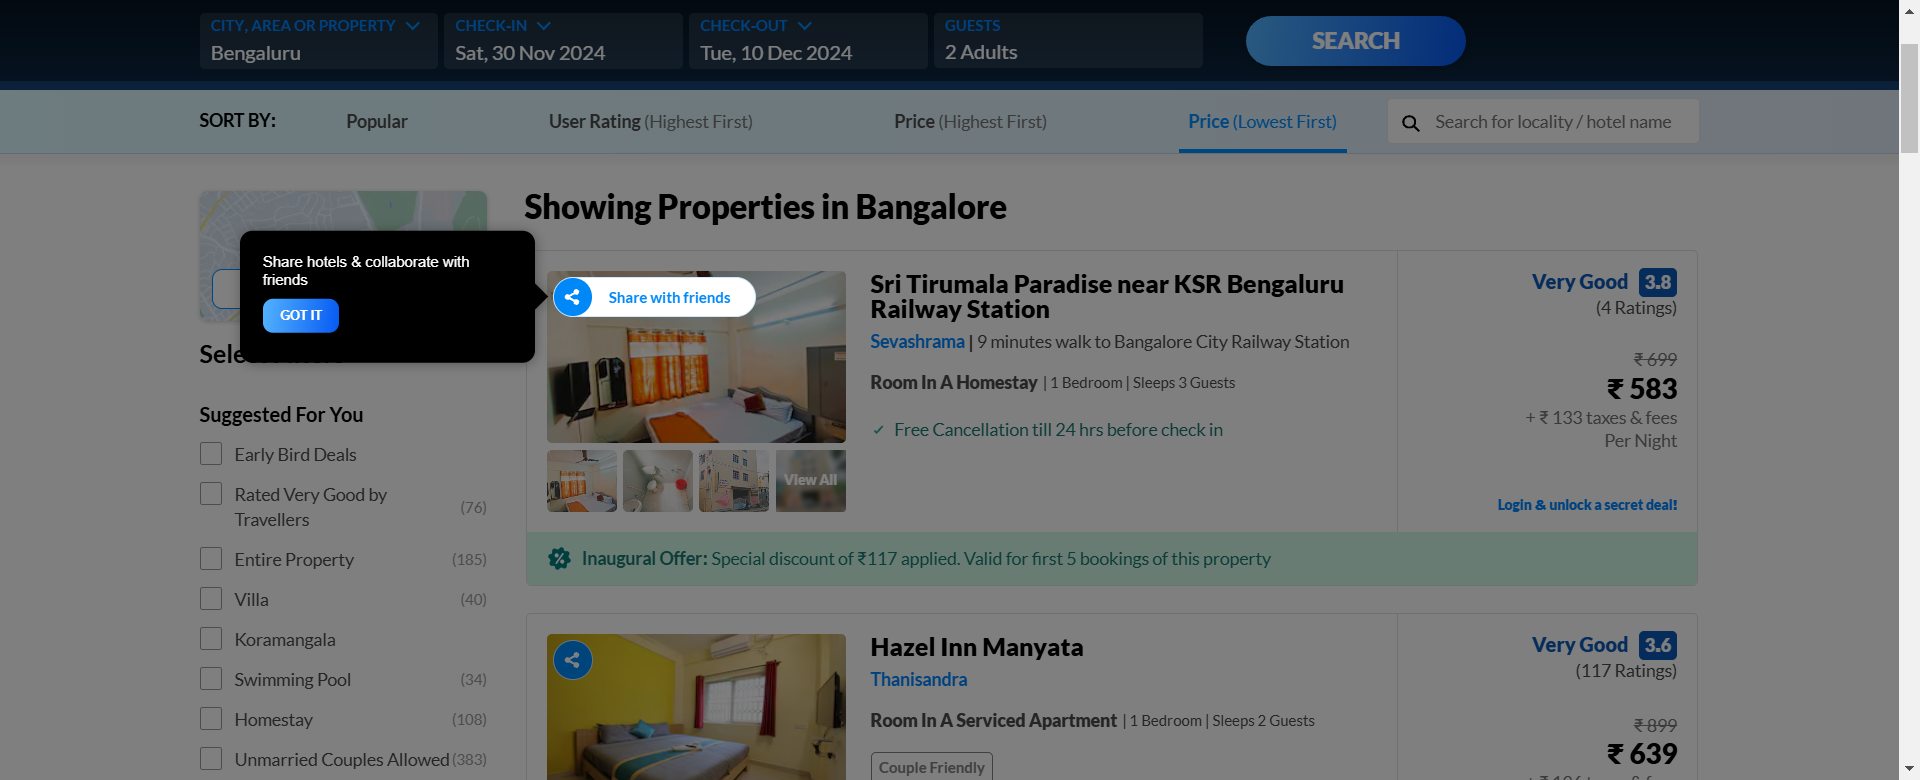 CITY, AREA OR PROPERTY
Bengaluru
CHECK-IN
Sat, 30 Nov 2024
CHECK-OUT
Tue, 10 Dec 2024
GUESTS
2 Adults
SEARCH
SORT BY:
Popular
User Rating (Highest First)
Price (Highest First)
Price (Lowest First)
Search for locality / hotel name
Share hotels & collaborate with
friends
GOT IT
Suggested For You
Early Bird Deals
Rated Very Good by
Travellers
(76)
Entire Property (185)
Villa (40)
Koramangala
Swimming Pool (34)
Homestay (108)
Unmarried Couples Allowed (383)
Showing Properties in Bangalore
Share with friends
View All
Sri Tirumala Paradise near KSR Bengaluru
Railway Station
Sevashrama | 9 minutes walk to Bangalore City Railway Station
Room In A Homestay | 1 Bedroom | Sleeps 3 Guests
Free Cancellation till 24 hrs before check in
Very Good 3.8
(4 Ratings)
₹ 699
₹ 583
+ ₹ 133 taxes & fees
Per Night
Login & unlock a secret deal!
Inaugural Offer: Special discount of ₹117 applied. Valid for first 5 bookings of this property
Hazel Inn Manyata
Thanisandra
Room In A Serviced Apartment | 1 Bedroom | Sleeps 2 Guests
Couple Friendly
Very Good 3.6
(117 Ratings)
₹ 899
₹ 639